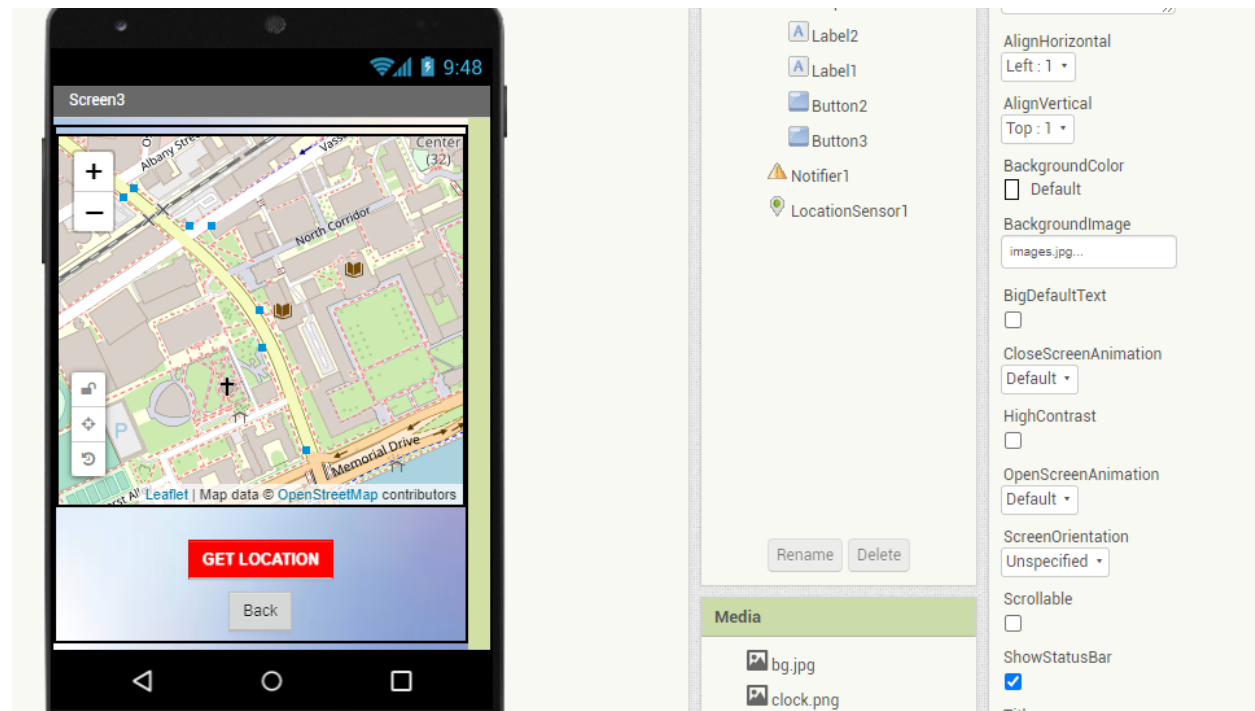 9:48
Screen3
+
−
Albany Street
Vass
Center
(32)
North Corridor
P
Memorial Drive
Leaflet | Map data © OpenStreetMap contributors
GET LOCATION
Back
Label2
Label1
Button2
Button3
Notifier1
LocationSensor1
Rename Delete
Media
bg.jpg
clock.png
AlignHorizontal
Left : 1
AlignVertical
Top : 1
BackgroundColor
Default
BackgroundImage
images.jpg...
BigDefaultText
CloseScreenAnimation
Default
HighContrast
OpenScreenAnimation
Default
ScreenOrientation
Unspecified
Scrollable
ShowStatusBar